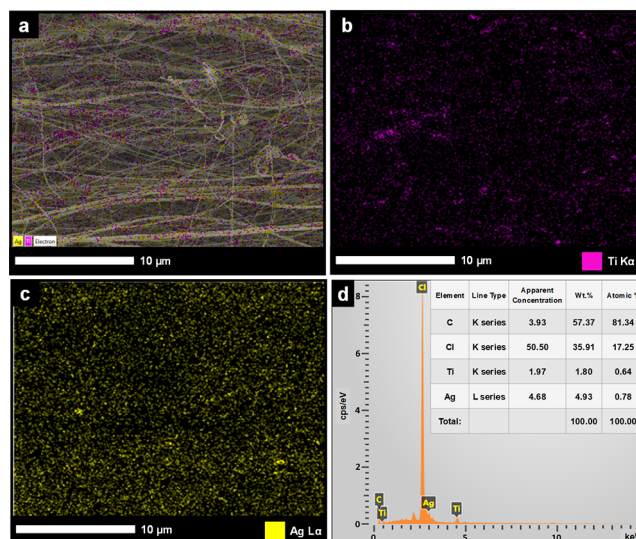 a
Ag Ti Electron
10 µm
b
10 µm
Ti Kα
c
10 µm
Ag Lα
d
cps/eV
8
6
4
2
0
Cl
C
Ti
Ag
Ti
0
5
10
keV
Element Line Type Apparent Concentration Wt.% Atomic %
C K series 3.93 57.37 81.34
Cl K series 50.50 35.91 17.25
Ti K series 1.97 1.80 0.64
Ag L series 4.68 4.93 0.78
Total: 100.00 100.00